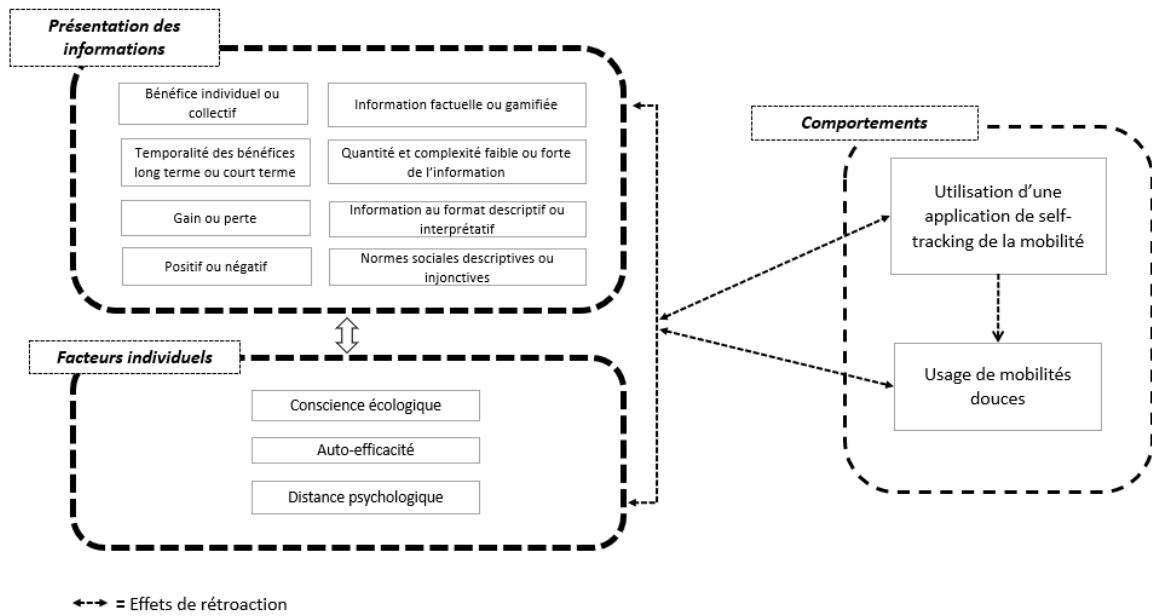 Présentation des
informations
Bénéfice individuel ou
collectif
Information factuelle ou gamifiée
Temporalité des bénéfices
long terme ou court terme
Quantité et complexité faible ou forte
de l’information
Gain ou perte
Information au format descriptif ou
interprétatif
Positif ou négatif
Normes sociales descriptives ou
injonctives
Facteurs individuels
Conscience écologique
Auto-efficacité
Distance psychologique
Comportements
Utilisation d’une
application de self-
tracking de la mobilité
Usage de mobilités
douces
= Effets de rétroaction